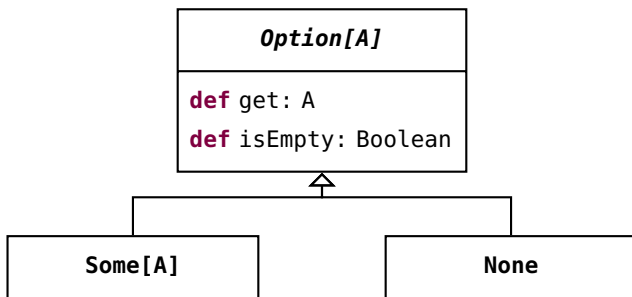 Option[A]
def get: A
def isEmpty: Boolean
Some[A]
None